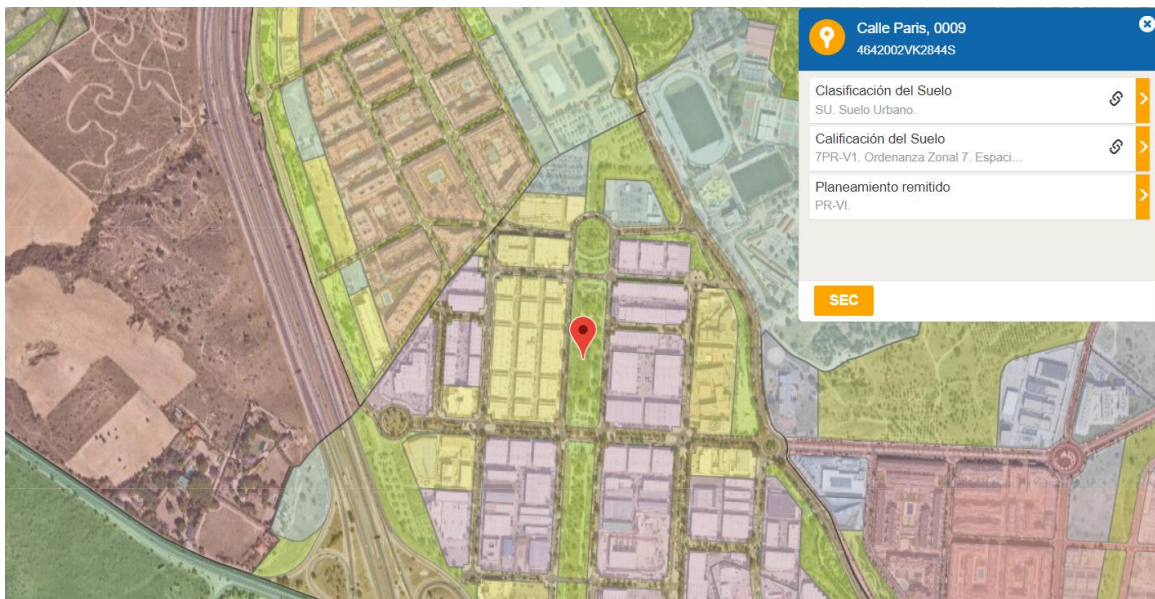 Calle Paris, 0009
4642002VK2844S
Clasificación del Suelo
SU. Suelo Urbano.
Calificación del Suelo
7PR-V1. Ordenanza Zonal 7. Espaci...
Planeamiento remitido
PR-VI.
SEC